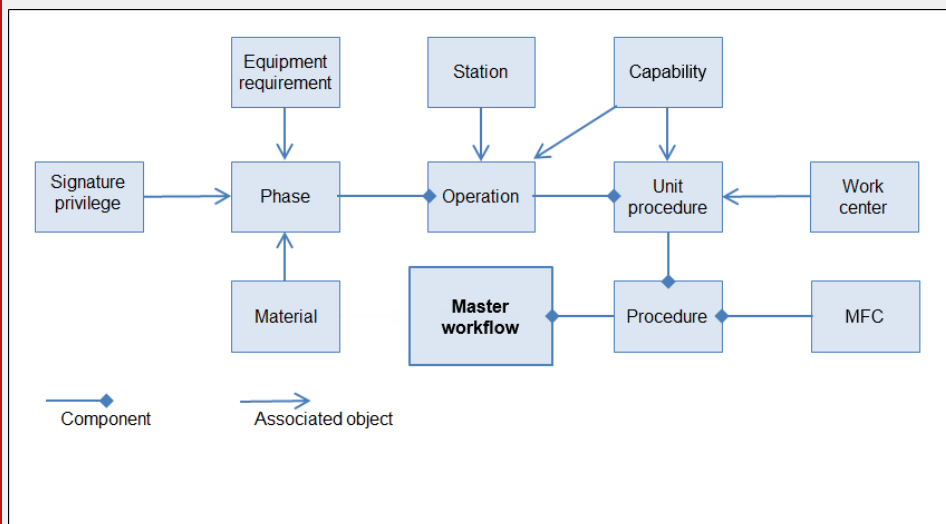 Equipment
requirement
Station
Capability
Signature
privilege
Phase
Operation
Unit
procedure
Work
center
Material
Master
workflow
Procedure
MFC
Component
Associated object